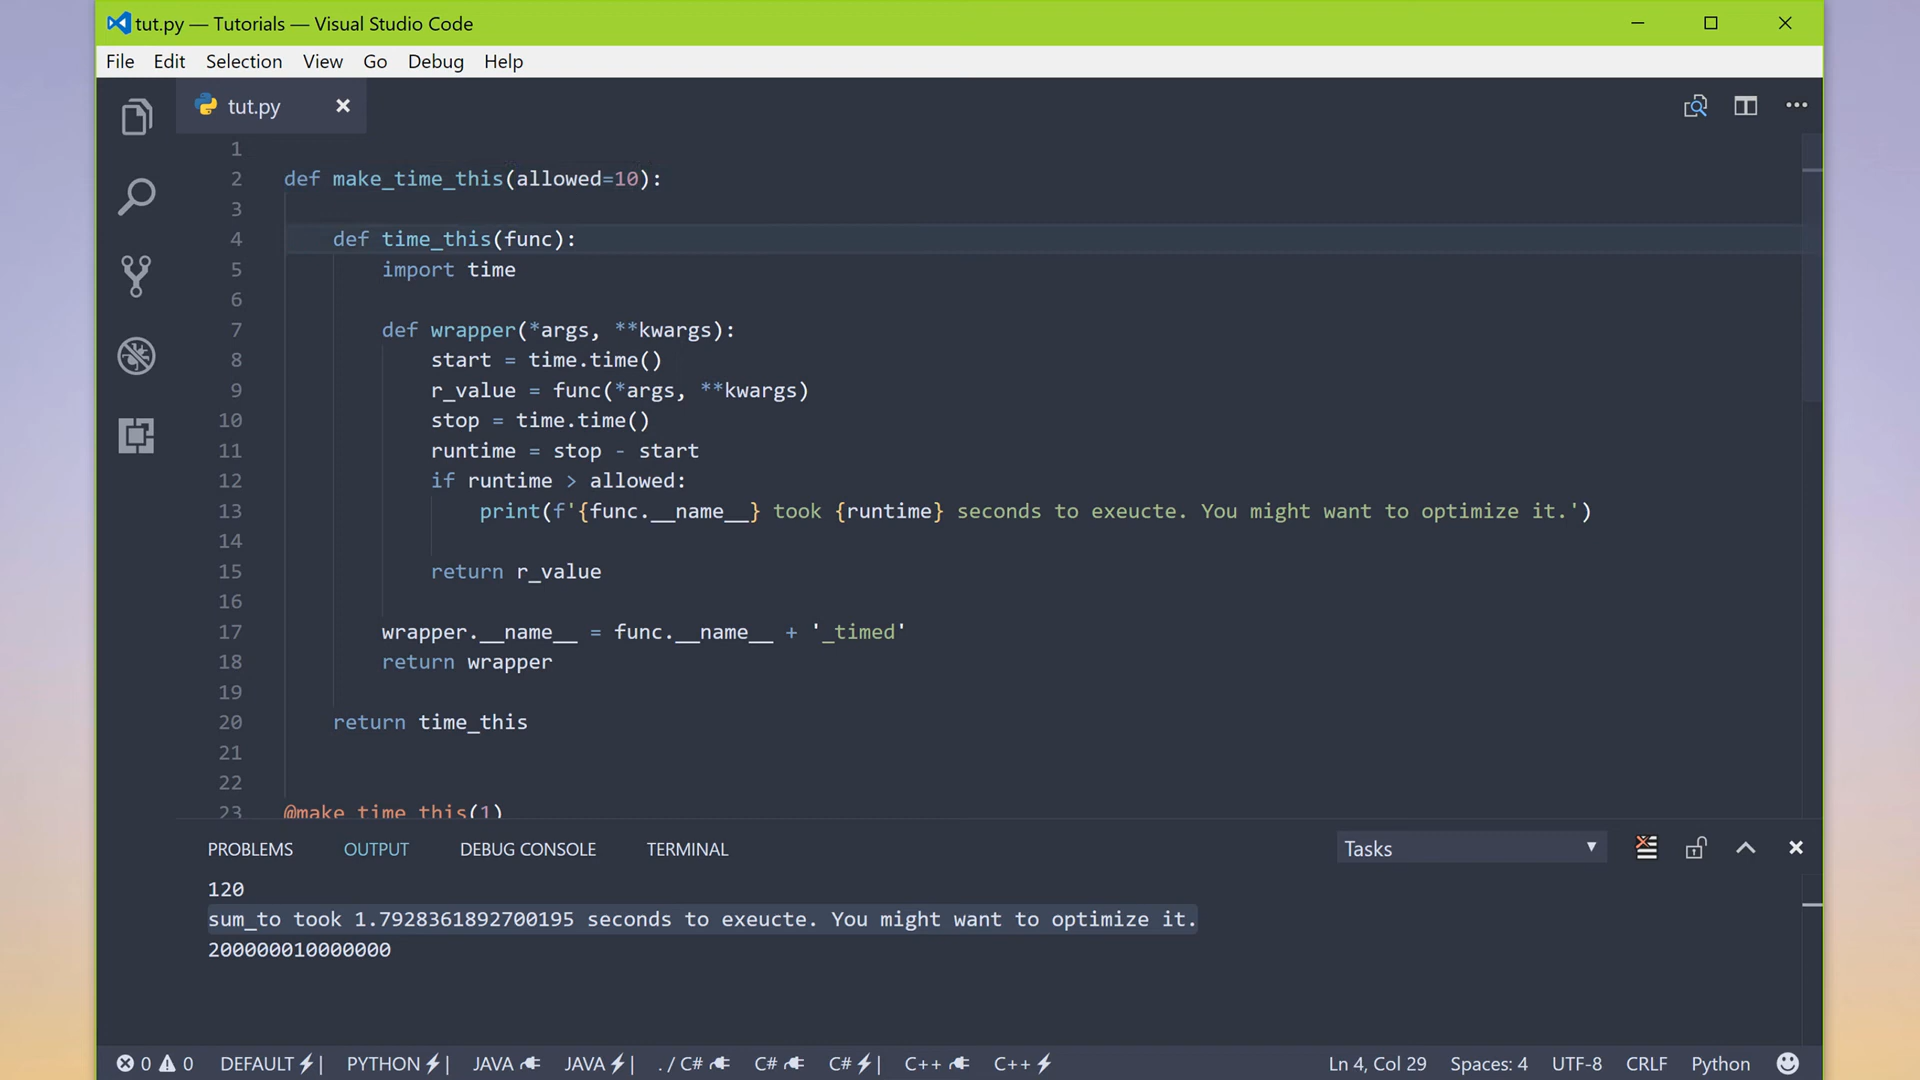 tut.py — Tutorials — Visual Studio Code
File Edit Selection View Go Debug Help
tut.py
1
2 def make_time_this(allowed=10):
3
4 def time_this(func):
5 import time
6
7 def wrapper(*args, **kwargs):
8 start = time.time()
9 r_value = func(*args, **kwargs)
10 stop = time.time()
11 runtime = stop - start
12 if runtime > allowed:
13 print(f'{func.__name__} took {runtime} seconds to exeucte. You might want to optimize it.')
14
15 return r_value
16
17 wrapper.__name__ = func.__name__ + '_timed'
18 return wrapper
19
20 return time_this
21
22
23 @make_time_this(1)
PROBLEMS OUTPUT DEBUG CONSOLE TERMINAL Tasks
120
sum_to took 1.7928361892700195 seconds to exeucte. You might want to optimize it.
200000010000000
0 0 DEFAULT | PYTHON | JAVA JAVA | ./C# C# C# | C++ C++ Ln 4, Col 29 Spaces: 4 UTF-8 CRLF Python